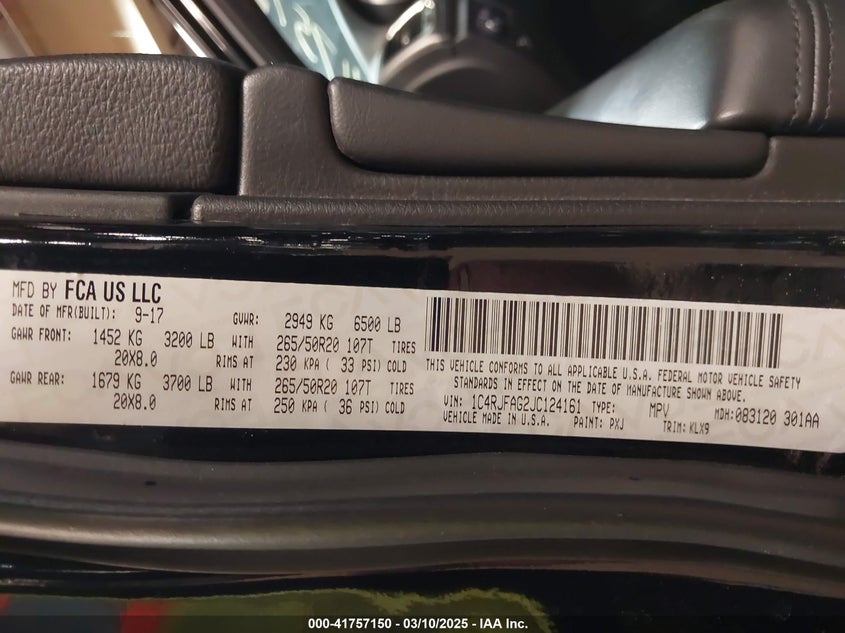 MFD BY FCA US LLC
DATE OF MFR(BUILT): 9-17 GVWR: 2949 KG 6500 LB
GAWR FRONT: 1452 KG 3200 LB WITH 265/50R20 107T TIRES
20X8.0 RIMS AT 230 KPA ( 33 PSI) COLD
GAWR REAR: 1679 KG 3700 LB WITH 265/50R20 107T TIRES
20X8.0 RIMS AT 250 KPA ( 36 PSI) COLD
THIS VEHICLE CONFORMS TO ALL APPLICABLE U.S.A. FEDERAL MOTOR VEHICLE SAFETY
STANDARDS IN EFFECT ON THE DATE OF MANUFACTURE SHOWN ABOVE.
VIN: 1C4RJFAG2JC124161 TYPE: MPV MDH:083120 301AA
VEHICLE MADE IN U.S.A. PAINT: PXJ TRIM: KLX9
000-41757150 — 03/10/2025 — © IAA Inc.